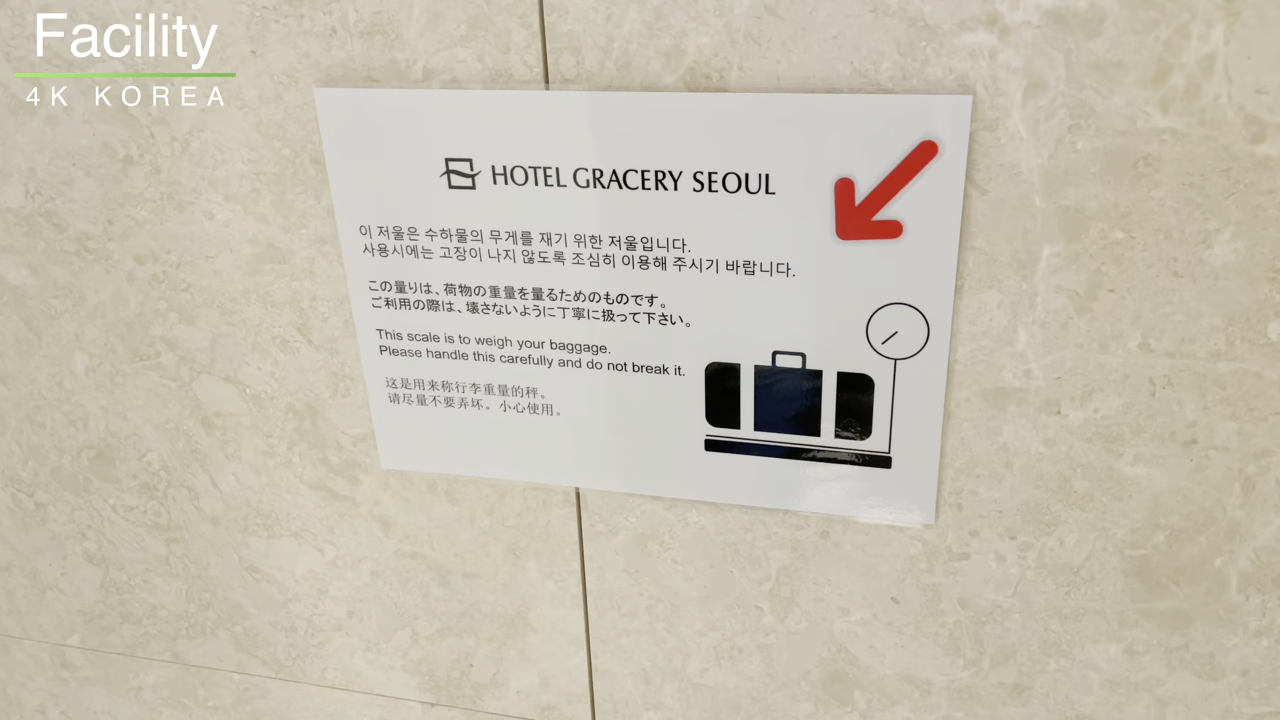 Facility
4K KOREA
HOTEL GRACERY SEOUL
이 저울은 수하물의 무게를 재기 위한 저울입니다.
사용시에는 고장이 나지 않도록 조심히 이용해 주시기 바랍니다.
この量りは、荷物の重量を量るためのものです。
ご利用の際は、壊さないように丁寧に扱って下さい。
This scale is to weigh your baggage.
Please handle this carefully and do not break it.
这是用来称行李重量的秤。
请尽量不要弄坏。小心使用。